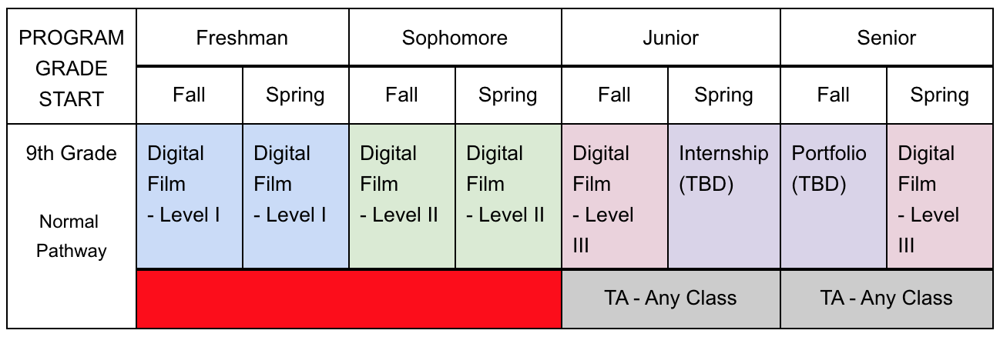 PROGRAM
GRADE
START
Freshman
Sophomore
Junior
Senior
Fall
Spring
Fall
Spring
Fall
Spring
Fall
Spring
9th Grade
Normal
Pathway
Digital
Film
- Level I
Digital
Film
- Level I
Digital
Film
- Level II
Digital
Film
- Level II
Digital
Film
- Level
III
Internship
(TBD)
Portfolio
(TBD)
Digital
Film
- Level
III
TA - Any Class
TA - Any Class